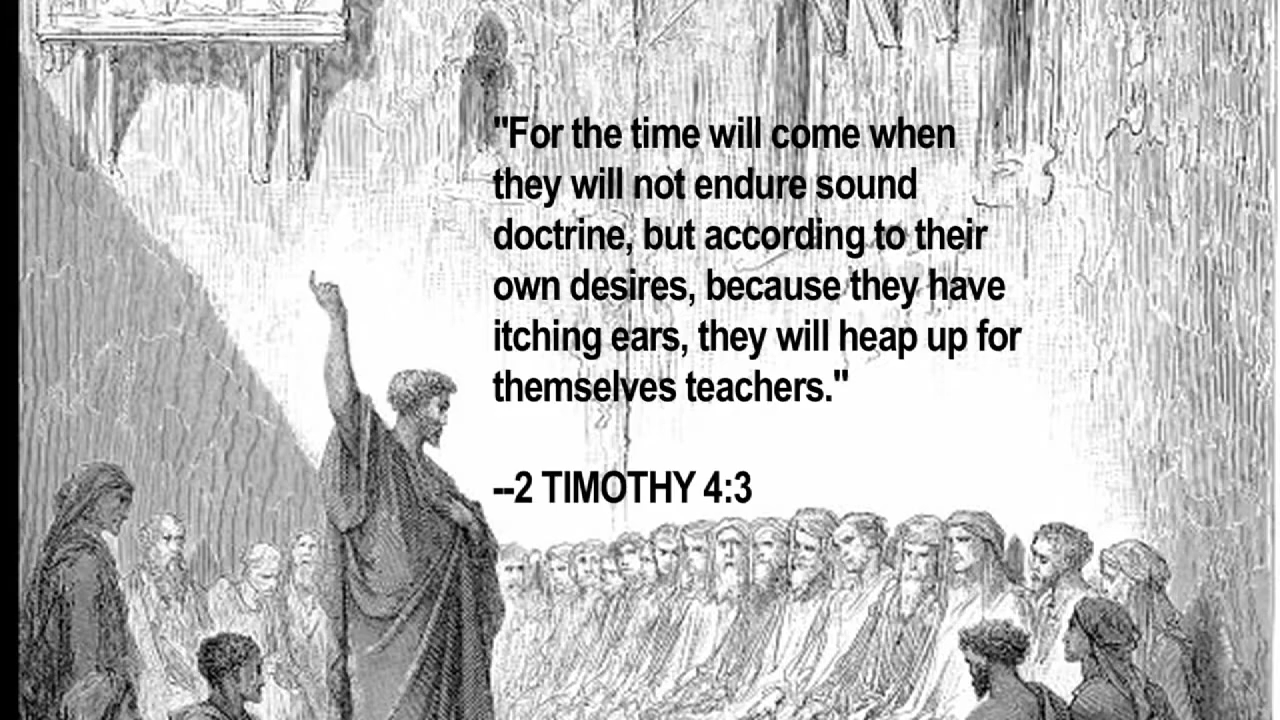 "For the time will come when
they will not endure sound
doctrine, but according to their
own desires, because they have
itching ears, they will heap up for
themselves teachers."
--2 TIMOTHY 4:3